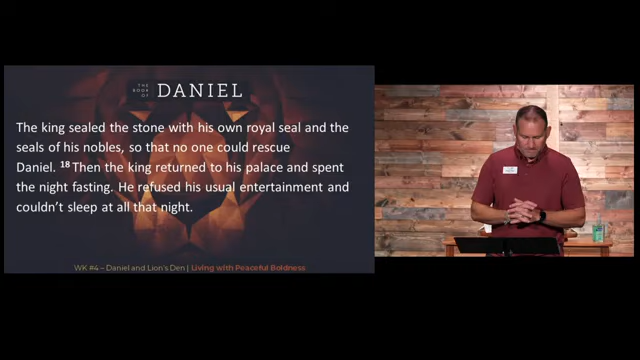 THE
BOOK
OF
DANIEL
The king sealed the stone with his own royal seal and the
seals of his nobles, so that no one could rescue
Daniel. 18 Then the king returned to his palace and spent
the night fasting. He refused his usual entertainment and
couldn't sleep at all that night.
WK #4 – Daniel and Lion's Den | Living with Peaceful Boldness